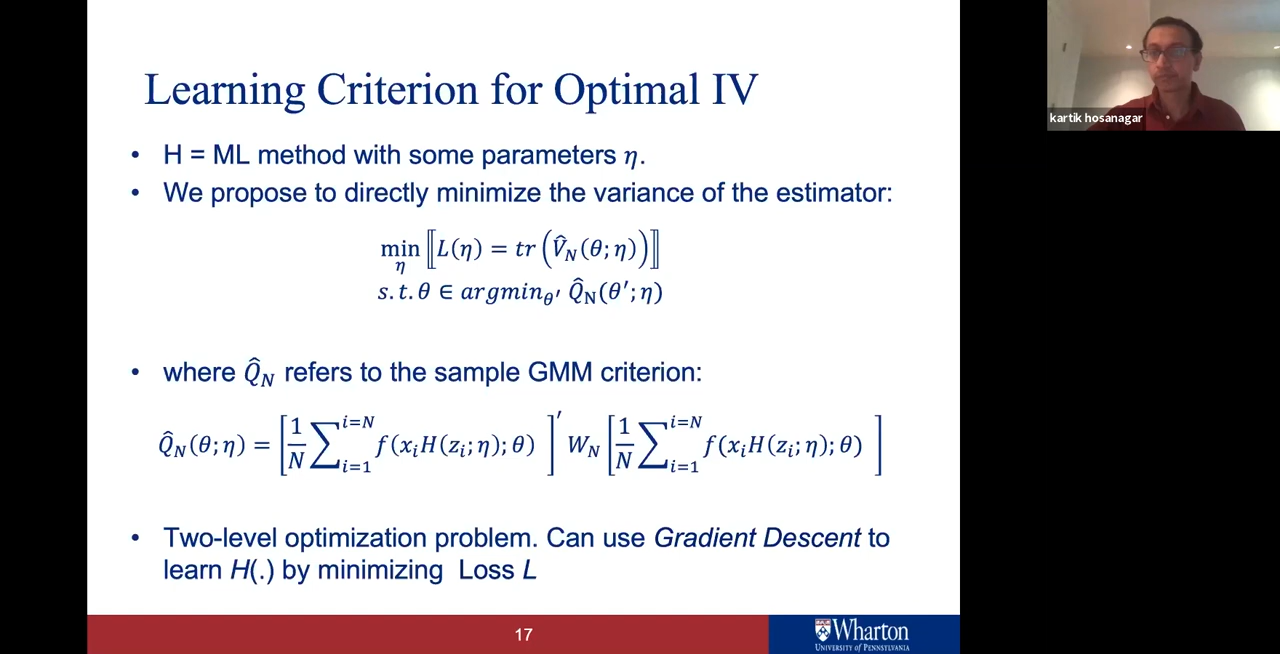 Learning Criterion for Optimal IV
kartik hosanagar
• H = ML method with some parameters η.
• We propose to directly minimize the variance of the estimator:
min_η ⟦L(η) = tr(V̂_N(θ; η))⟧
s. t. θ ∈ argmin_θ′ Q̂_N(θ′; η)
• where Q̂_N refers to the sample GMM criterion:
Q̂_N(θ; η) = [1/N ∑_{i=1}^{i=N} f(x_i H(z_i; η); θ)]′ W_N [1/N ∑_{i=1}^{i=N} f(x_i H(z_i; η); θ)]
• Two-level optimization problem. Can use Gradient Descent to
learn H(.) by minimizing Loss L
17
Wharton
UNIVERSITY OF PENNSYLVANIA